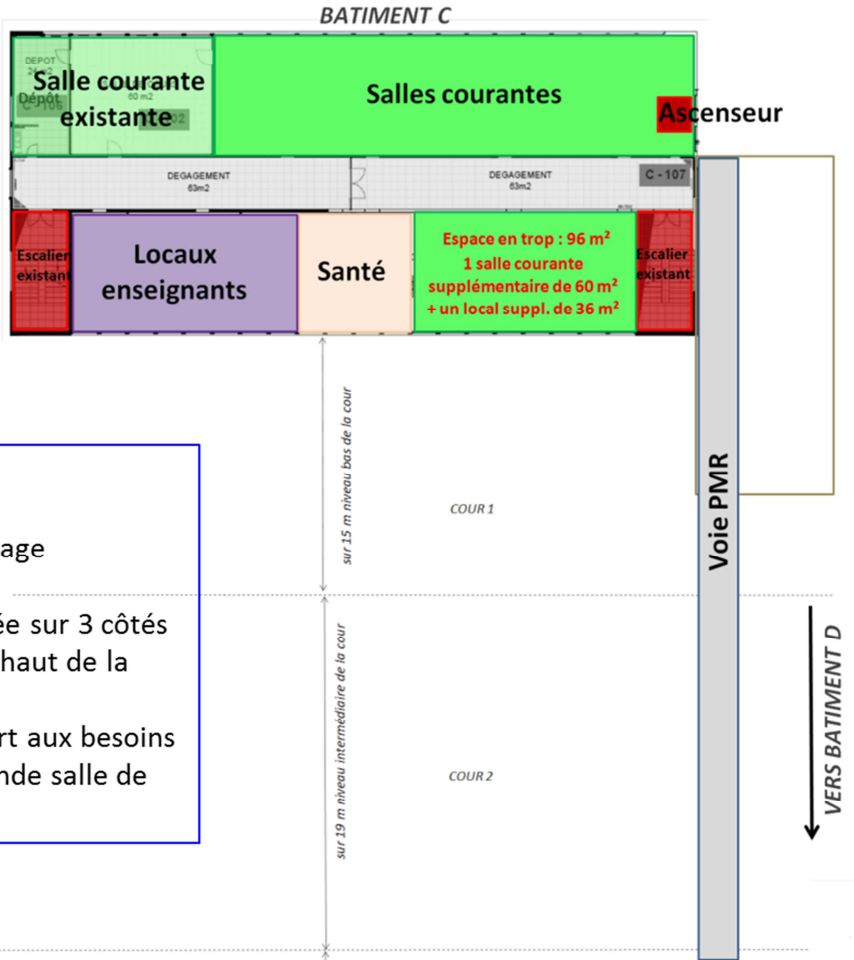 BATIMENT C
DEPOT
Salle courante
existante
Dépôt
60 m2
Salles courantes
Ascenseur
DEGAGEMENT
63m2
DEGAGEMENT
63m2
C - 107
Escalier
existant
Locaux
enseignants
Santé
Espace en trop : 96 m²
1 salle courante
supplémentaire de 60 m²
+ un local suppl. de 36 m²
Escalier
existant
sur 15 m niveau bas de la cour
COUR 1
Voie PMR
age
ée sur 3 côtés
haut de la
rt aux besoins
nde salle de
sur 19 m niveau intermédiaire de la cour
COUR 2
VERS BATIMENT D